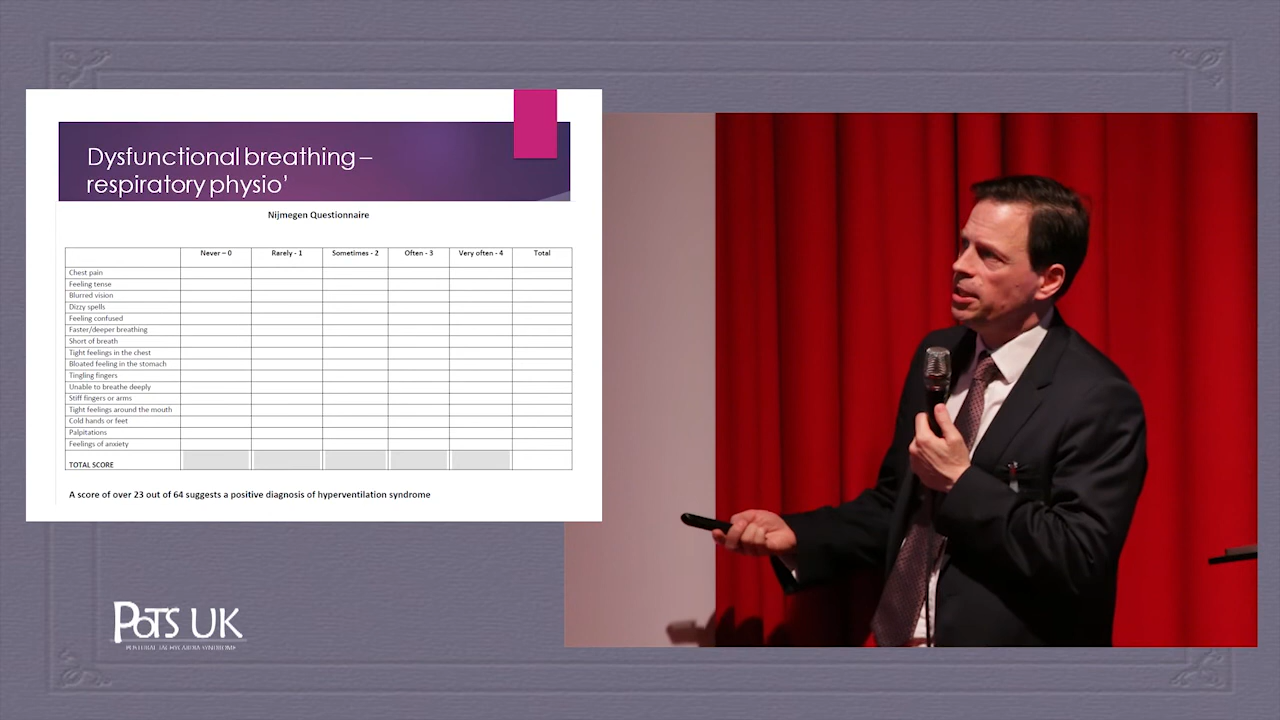 Dysfunctional breathing –
respiratory physio’
Nijmegen Questionnaire
Never – 0 Rarely - 1 Sometimes - 2 Often - 3 Very often - 4 Total
Chest pain
Feeling tense
Blurred vision
Dizzy spells
Feeling confused
Faster/deeper breathing
Short of breath
Tight feelings in the chest
Bloated feeling in the stomach
Tingling fingers
Unable to breathe deeply
Stiff fingers or arms
Tight feelings around the mouth
Cold hands or feet
Palpitations
Feelings of anxiety
TOTAL SCORE
A score of over 23 out of 64 suggests a positive diagnosis of hyperventilation syndrome
PoTS UK
POSTURAL TACHYCARDIA SYNDROME